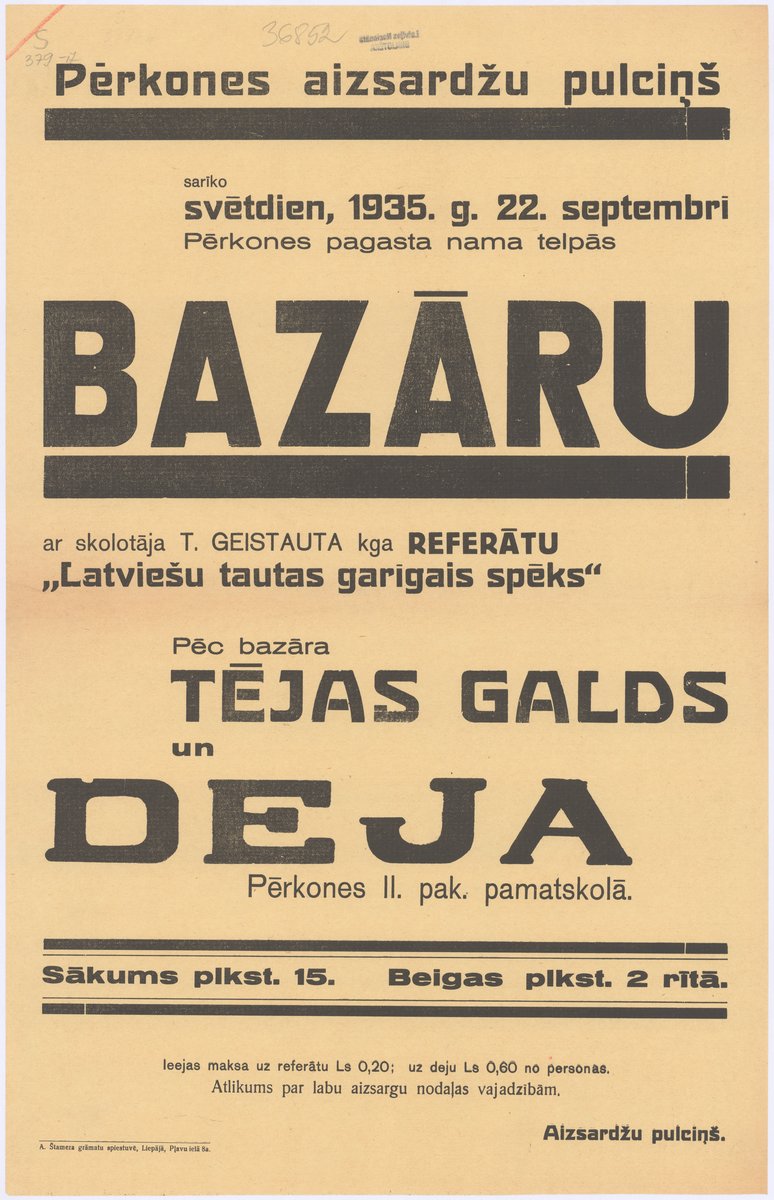 S
379-II
36852
Pērkones aizsardžu pulciņš
sarīko
svētdien, 1935. g. 22. septembrī
Pērkones pagasta nama telpās
BAZĀRU
ar skolotāja T. GEISTAUTA kga REFERĀTU
„Latviešu tautas garīgais spēks“
Pēc bazāra
TĒJAS GALDS
un
DEJA
Pērkones II. pak. pamatskolā.
Sākums plkst. 15. Beigas plkst. 2 rītā.
Ieejas maksa uz referātu Ls 0,20; uz deju Ls 0,60 no personas.
Atlikums par labu aizsargu nodaļas vajadzībām.
Aizsardžu pulciņš.
A. Štamera grāmatu spiestuvē, Liepājā, Pļavu ielā 8a.